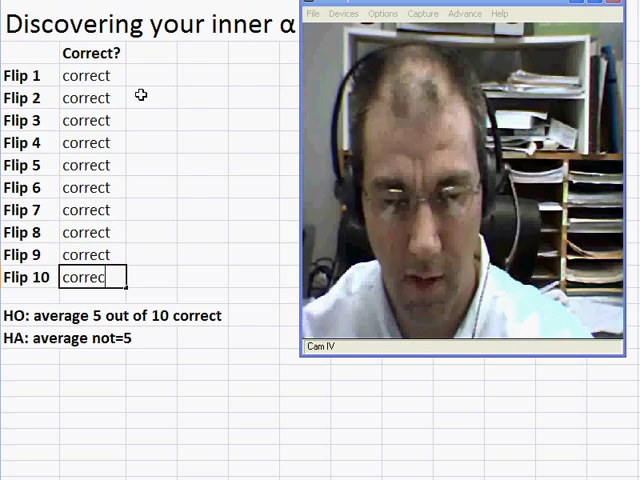 Discovering your inner α
File Devices Options Capture Advance Help
Correct?
Flip 1 correct
Flip 2 correct
Flip 3 correct
Flip 4 correct
Flip 5 correct
Flip 6 correct
Flip 7 correct
Flip 8 correct
Flip 9 correct
Flip 10 correc
HO: average 5 out of 10 correct
HA: average not=5
Cam IV